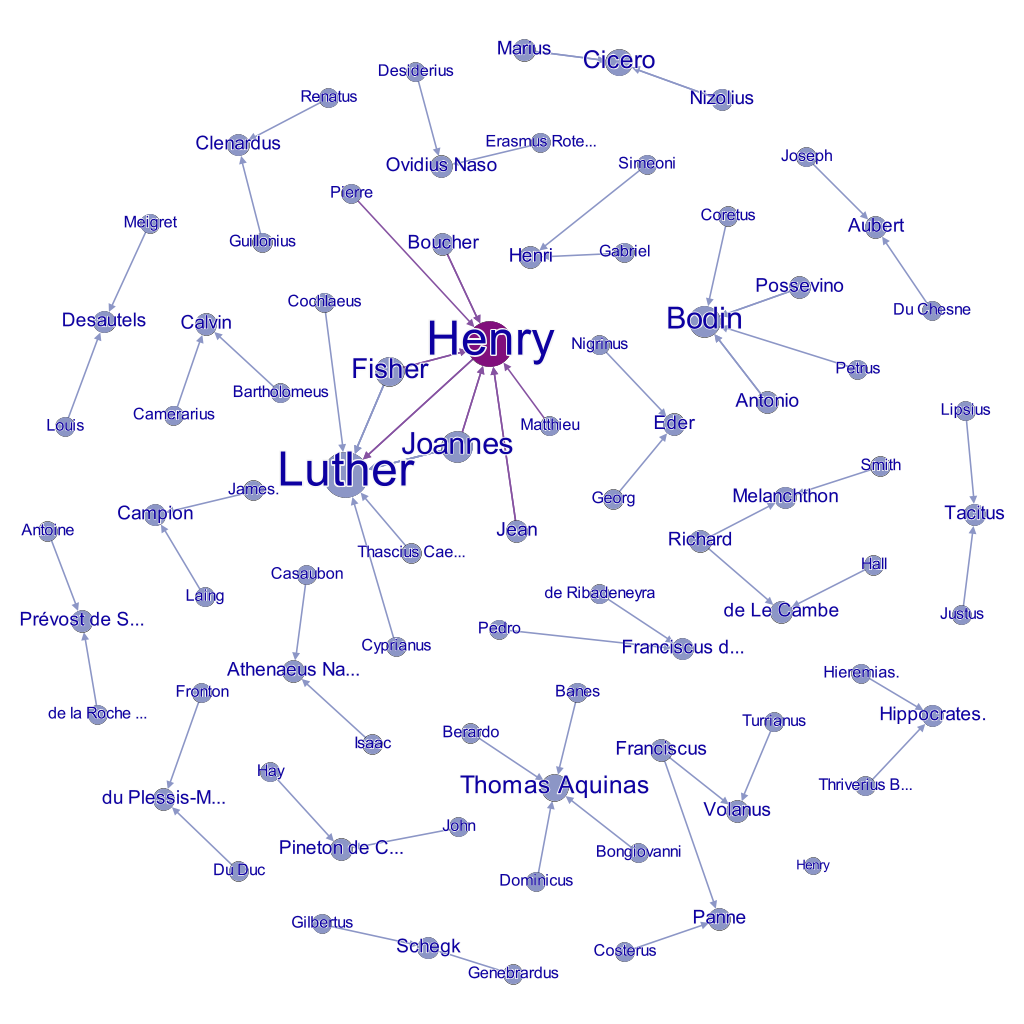 Marius
Cicero
Desiderius
Nizolius
Renatus
Clenardus
Erasmus Rote...
Ovidius Naso
Simeoni
Joseph
Pierre
Meigret
Coretus
Aubert
Guillonius
Boucher
Henri
Gabriel
Possevino
Cochlaeus
Du Chesne
Desautels
Calvin
Bodin
Henry
Nigrinus
Fisher
Petrus
Bartholomeus
Antonio
Camerarius
Lipsius
Louis
Matthieu
Eder
Joannes
Luther
Smith
James.
Melanchthon
Georg
Campion
Tacitus
Antoine
Jean
Richard
Thascius Cae...
Hall
Casaubon
Laing
de Ribadeneyra
de Le Cambe
Justus
Prévost de S...
Pedro
Cyprianus
Franciscus d...
Athenaeus Na...
Hieremias.
Fronton
Banes
de la Roche ...
Hippocrates.
Turrianus
Berardo
Isaac
Franciscus
Hay
Thomas Aquinas
Thriverius B...
du Plessis-M...
Volanus
John
Pineton de C...
Bongiovanni
Henry
Du Duc
Dominicus
Panne
Gilbertus
Schegk
Costerus
Genebrardus